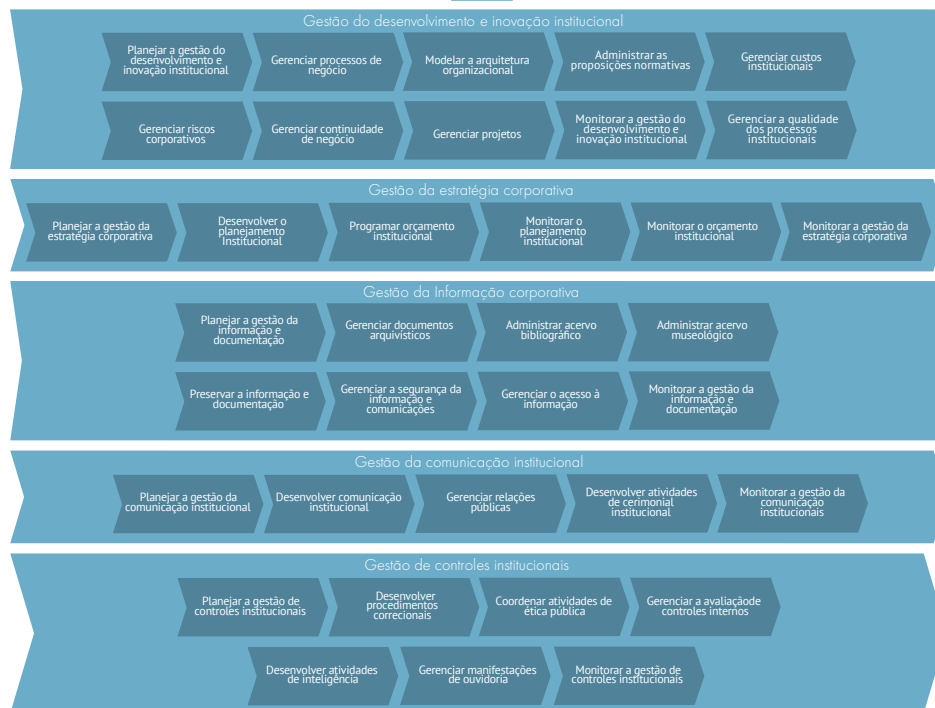 Gestão do desenvolvimento e inovação institucional
Planejar a gestão do
desenvolvimento e
inovação institucional
Gerenciar processos de
negócio
Modelar a arquitetura
organizacional
Administrar as
proposições normativas
Gerenciar custos
institucionais
Gerenciar riscos
corporativos
Gerenciar continuidade
de negócio
Gerenciar projetos
Monitorar a gestão do
desenvolvimento e
inovação institucional
Gerenciar a qualidade
dos processos
institucionais
Gestão da estratégia corporativa
Planejar a gestão da
estratégia corporativa
Desenvolver o
planejamento
Institucional
Programar orçamento
institucional
Monitorar o
planejamento
institucional
Monitorar o orçamento
institucional
Monitorar a gestão da
estratégia corporativa
Gestão da Informação corporativa
Planejar a gestão da
informação e
documentação
Gerenciar documentos
arquivísticos
Administrar acervo
bibliográfico
Administrar acervo
museológico
Preservar a informação e
documentação
Gerenciar a segurança da
informação e
comunicações
Gerenciar o acesso à
informação
Monitorar a gestão da
informação e
documentação
Gestão da comunicação institucional
Planejar a gestão da
comunicação institucional
Desenvolver comunicação
institucional
Gerenciar relações
públicas
Desenvolver atividades
de cerimonial
institucional
Monitorar a gestão da
comunicação
institucionais
Gestão de controles institucionais
Planejar a gestão de
controles institucionais
Desenvolver
procedimentos
correcionais
Coordenar atividades de
ética pública
Gerenciar a avaliaçãode
controles internos
Desenvolver atividades
de inteligência
Gerenciar manifestações
de ouvidoria
Monitorar a gestão de
controles institucionais